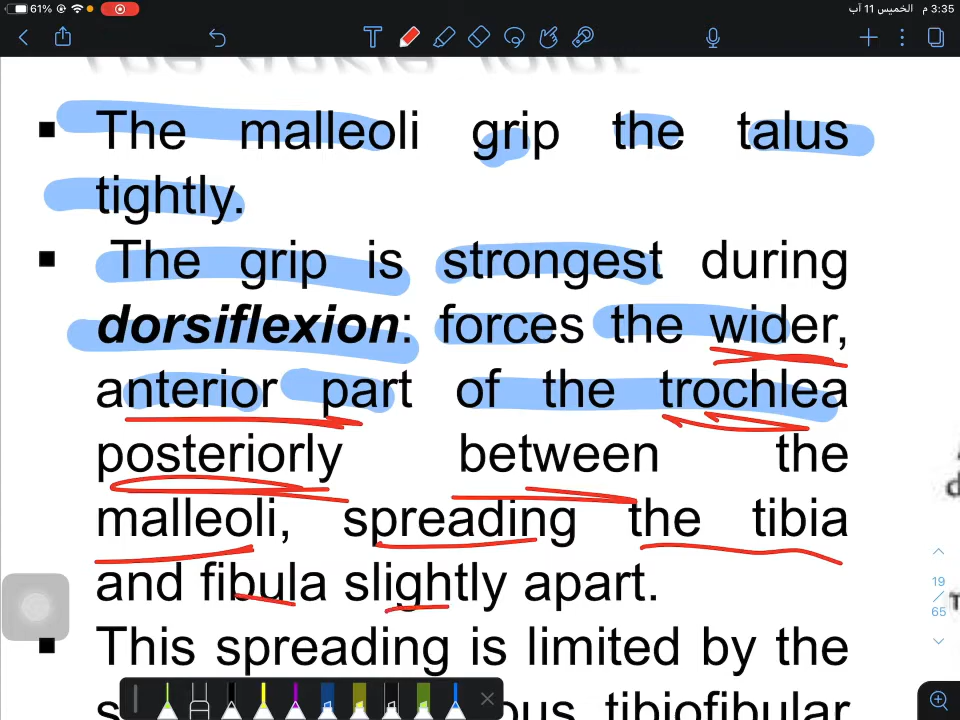 61%
3:35 م الخميس 11 آب
The malleoli grip the talus
tightly.
The grip is strongest during
dorsiflexion: forces the wider,
anterior part of the trochlea
posteriorly between the
malleoli, spreading the tibia
and fibula slightly apart.
This spreading is limited by the
tibiofibular
19
/
65